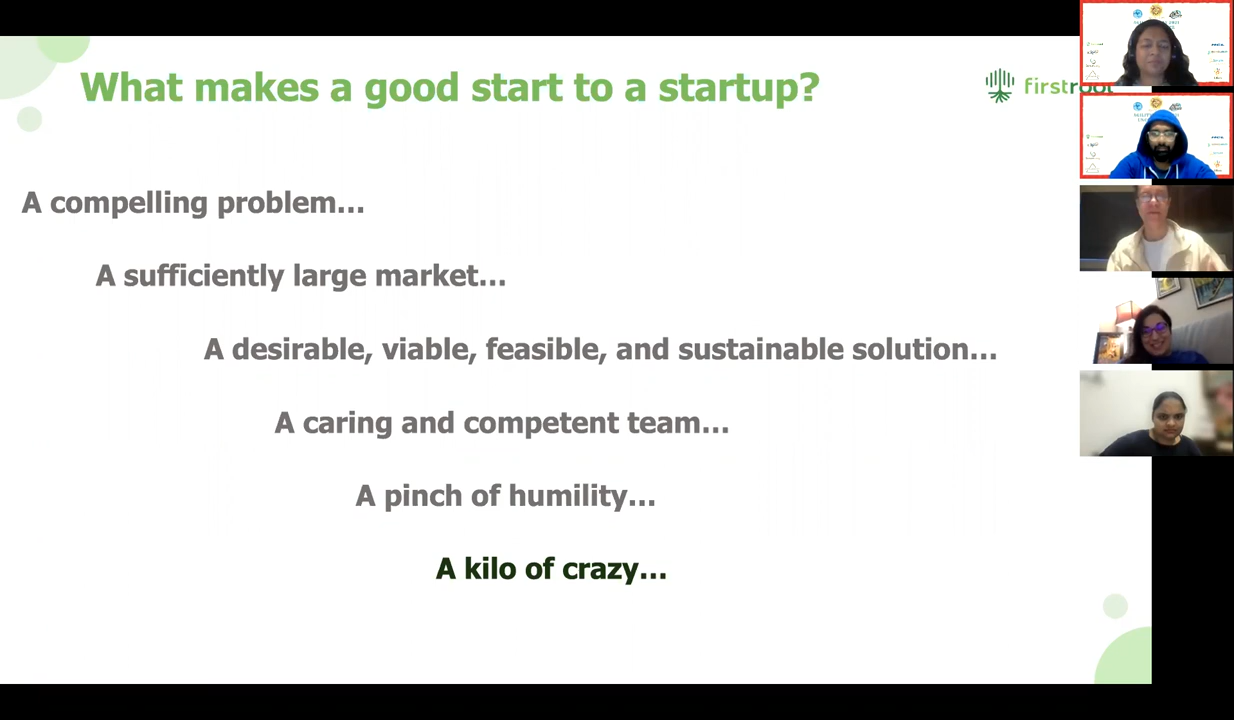 What makes a good start to a startup?
firstroot
A compelling problem…
A sufficiently large market…
A desirable, viable, feasible, and sustainable solution…
A caring and competent team…
A pinch of humility…
A kilo of crazy…